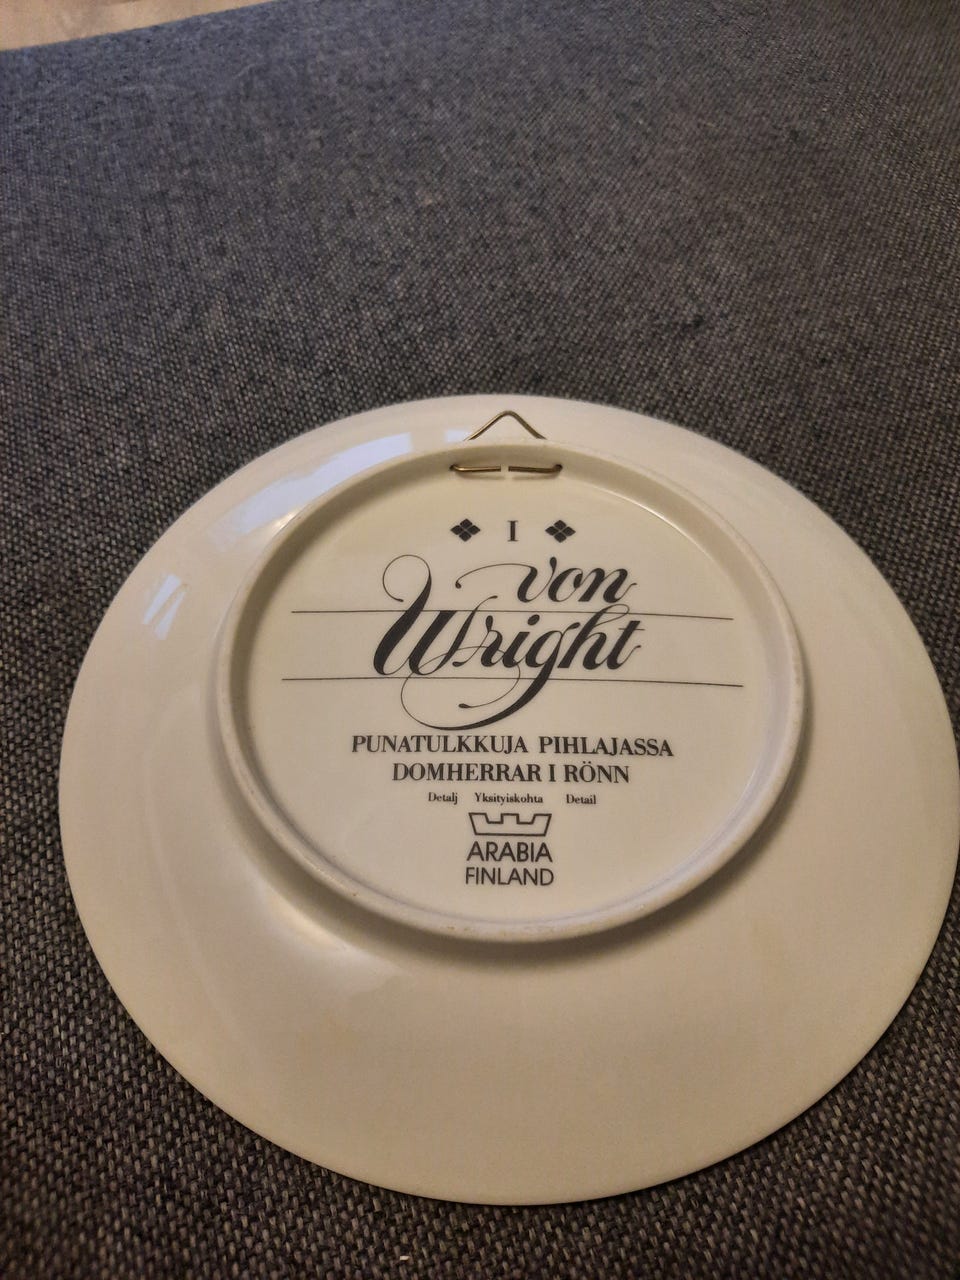 I
von
Wright
PUNATULKKUJA PIHLAJASSA
DOMHERRAR I RÖNN
Detalj Yksityiskohta Detail
ARABIA
FINLAND